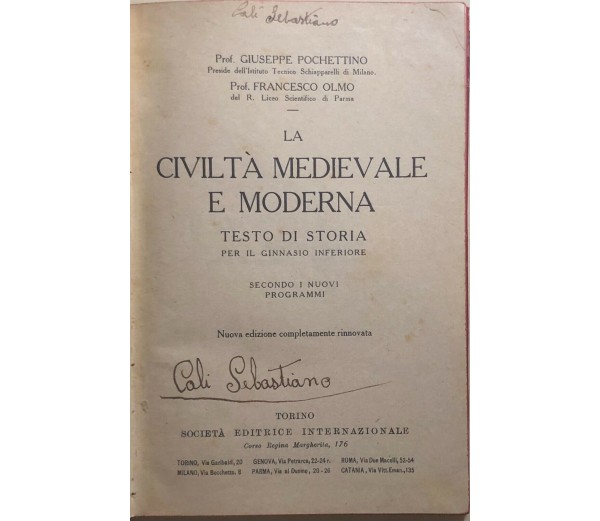 Calì Sebastiano
Prof. GIUSEPPE POCHETTINO
Preside dell'Istituto Tecnico Schiapparelli di Milano.
Prof. FRANCESCO OLMO
del R. Liceo Scientifico di Parma
LA
CIVILTÀ MEDIEVALE
E MODERNA
TESTO DI STORIA
PER IL GINNASIO INFERIORE
SECONDO I NUOVI
PROGRAMMI
Nuova edizione completamente rinnovata
Cali Sebastiano
TORINO
SOCIETÀ EDITRICE INTERNAZIONALE
Corso Regina Margherita, 176
TORINO, Via Garibaldi, 20 GENOVA, Via Petrarca, 22-24 r. ROMA, Via Due Macelli, 52-54
MILANO, Via Bocchetto, 8 PARMA, Via al Duomo, 20-26 CATANIA, Via Vitt. Eman., 135